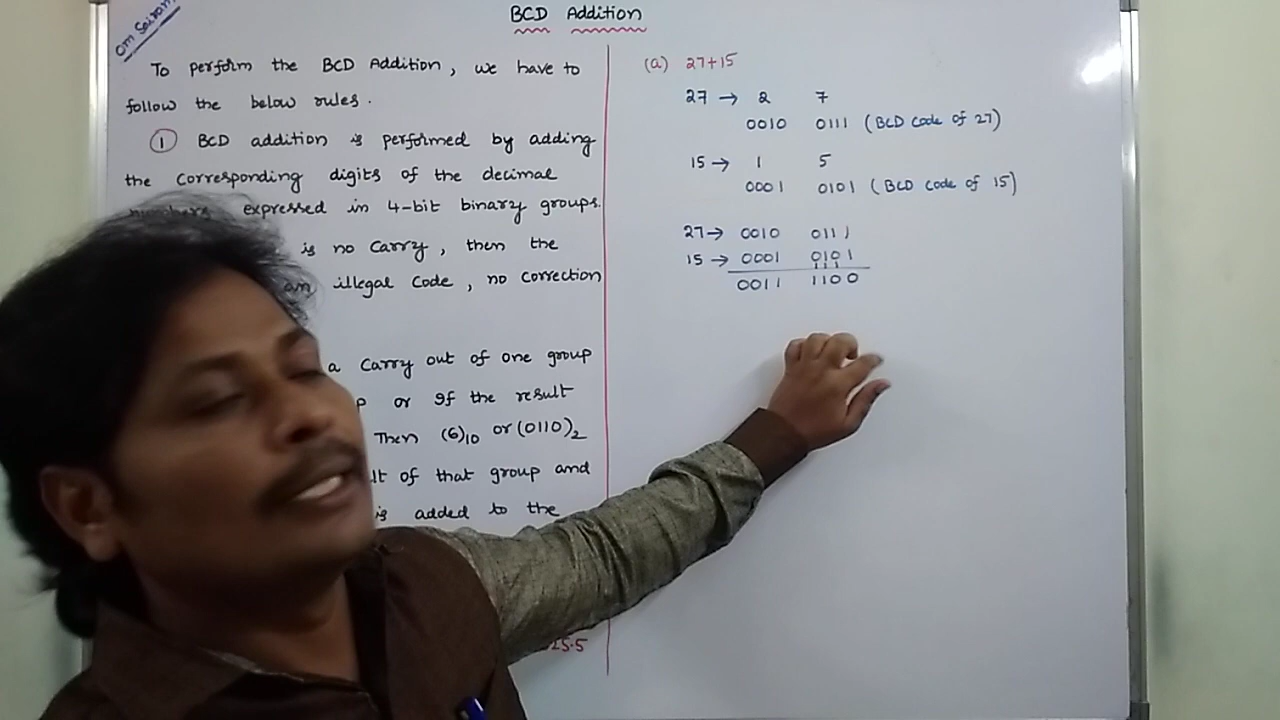 Om Sairam
BCD Addition
To perform the BCD Addition, we have to
follow the below rules.
① BCD addition is performed by adding
the corresponding digits of the decimal
numbers expressed in 4-bit binary groups.
is no Carry, then the
an illegal Code, no correction
a Carry out of one group
or If the result
Then (6)10 or (0110)2
of that group and
is added to the
25.5
(a) 27+15
27 → 2 7
0010 0111 (BCD code of 27)
15 → 1 5
0001 0101 (BCD code of 15)
27 → 0010 0111
15 → 0001 0101
0011 1100